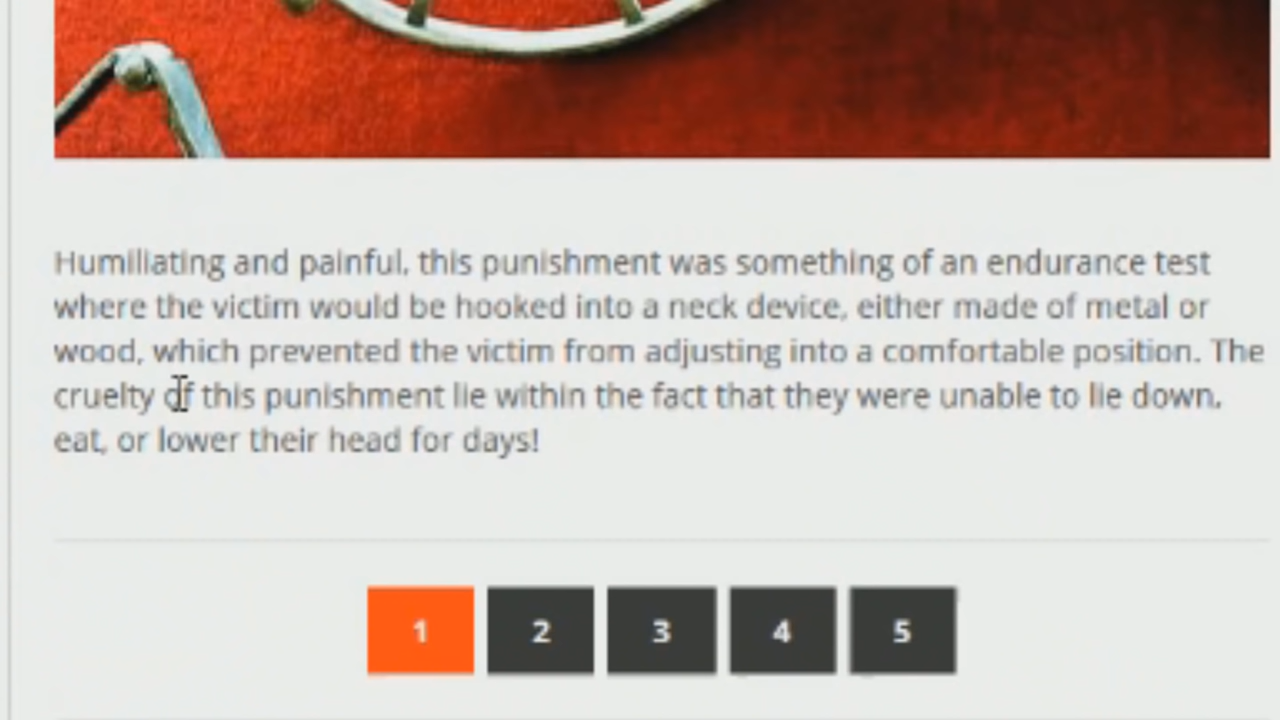 Humiliating and painful, this punishment was something of an endurance test
where the victim would be hooked into a neck device, either made of metal or
wood, which prevented the victim from adjusting into a comfortable position. The
cruelty of this punishment lie within the fact that they were unable to lie down,
eat, or lower their head for days!
1 2 3 4 5